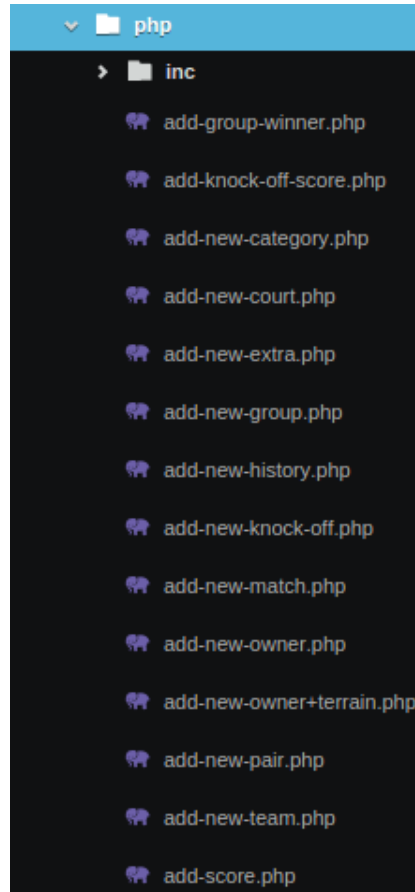 php
inc
add-group-winner.php
add-knock-off-score.php
add-new-category.php
add-new-court.php
add-new-extra.php
add-new-group.php
add-new-history.php
add-new-knock-off.php
add-new-match.php
add-new-owner.php
add-new-owner+terrain.php
add-new-pair.php
add-new-team.php
add-score.php